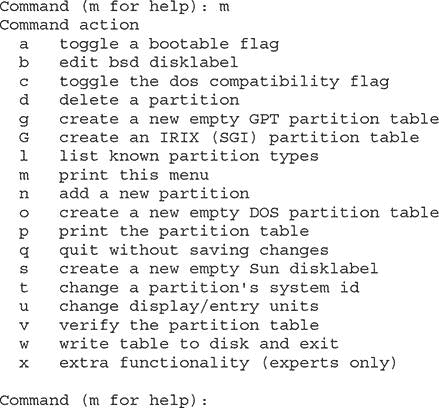 Command (m for help): m
Command action
a toggle a bootable flag
b edit bsd disklabel
c toggle the dos compatibility flag
d delete a partition
g create a new empty GPT partition table
G create an IRIX (SGI) partition table
l list known partition types
m print this menu
n add a new partition
o create a new empty DOS partition table
p print the partition table
q quit without saving changes
s create a new empty Sun disklabel
t change a partition's system id
u change display/entry units
v verify the partition table
w write table to disk and exit
x extra functionality (experts only)
Command (m for help):